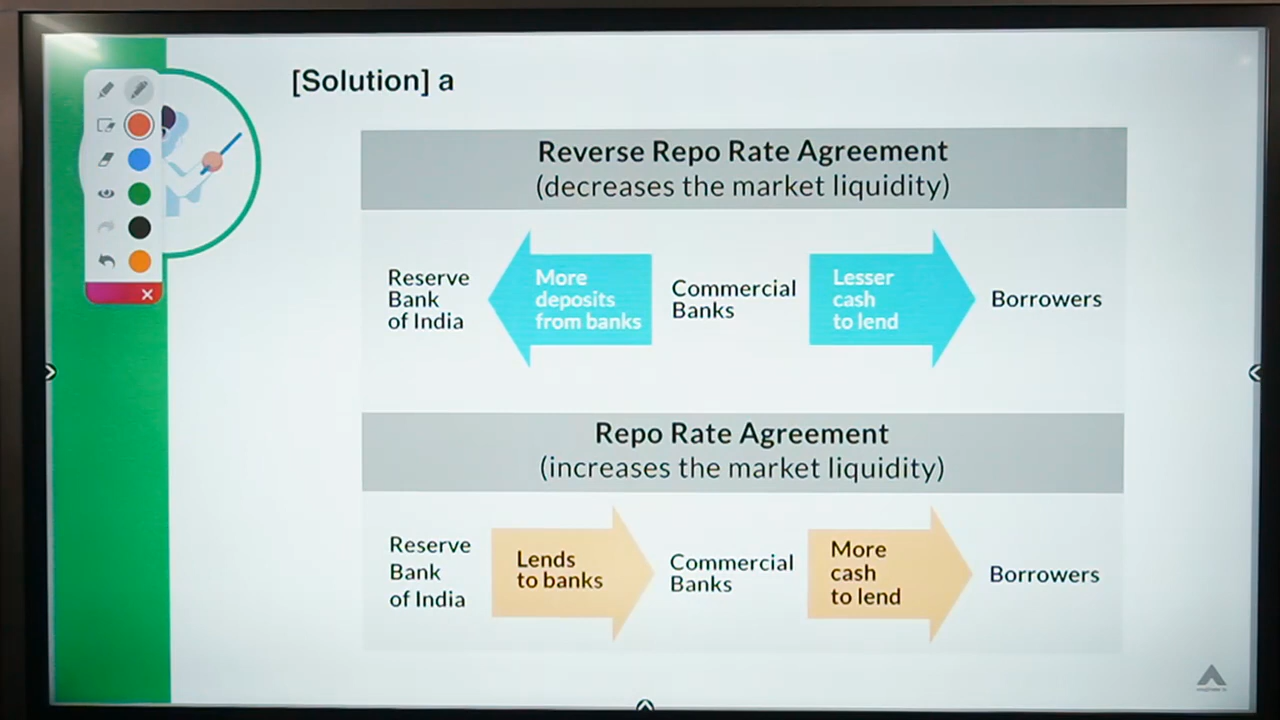 [Solution] a
Reverse Repo Rate Agreement
(decreases the market liquidity)
Reserve
Bank
of India
More
deposits
from banks
Commercial
Banks
Lesser
cash
to lend
Borrowers
Repo Rate Agreement
(increases the market liquidity)
Reserve
Bank
of India
Lends
to banks
Commercial
Banks
More
cash
to lend
Borrowers